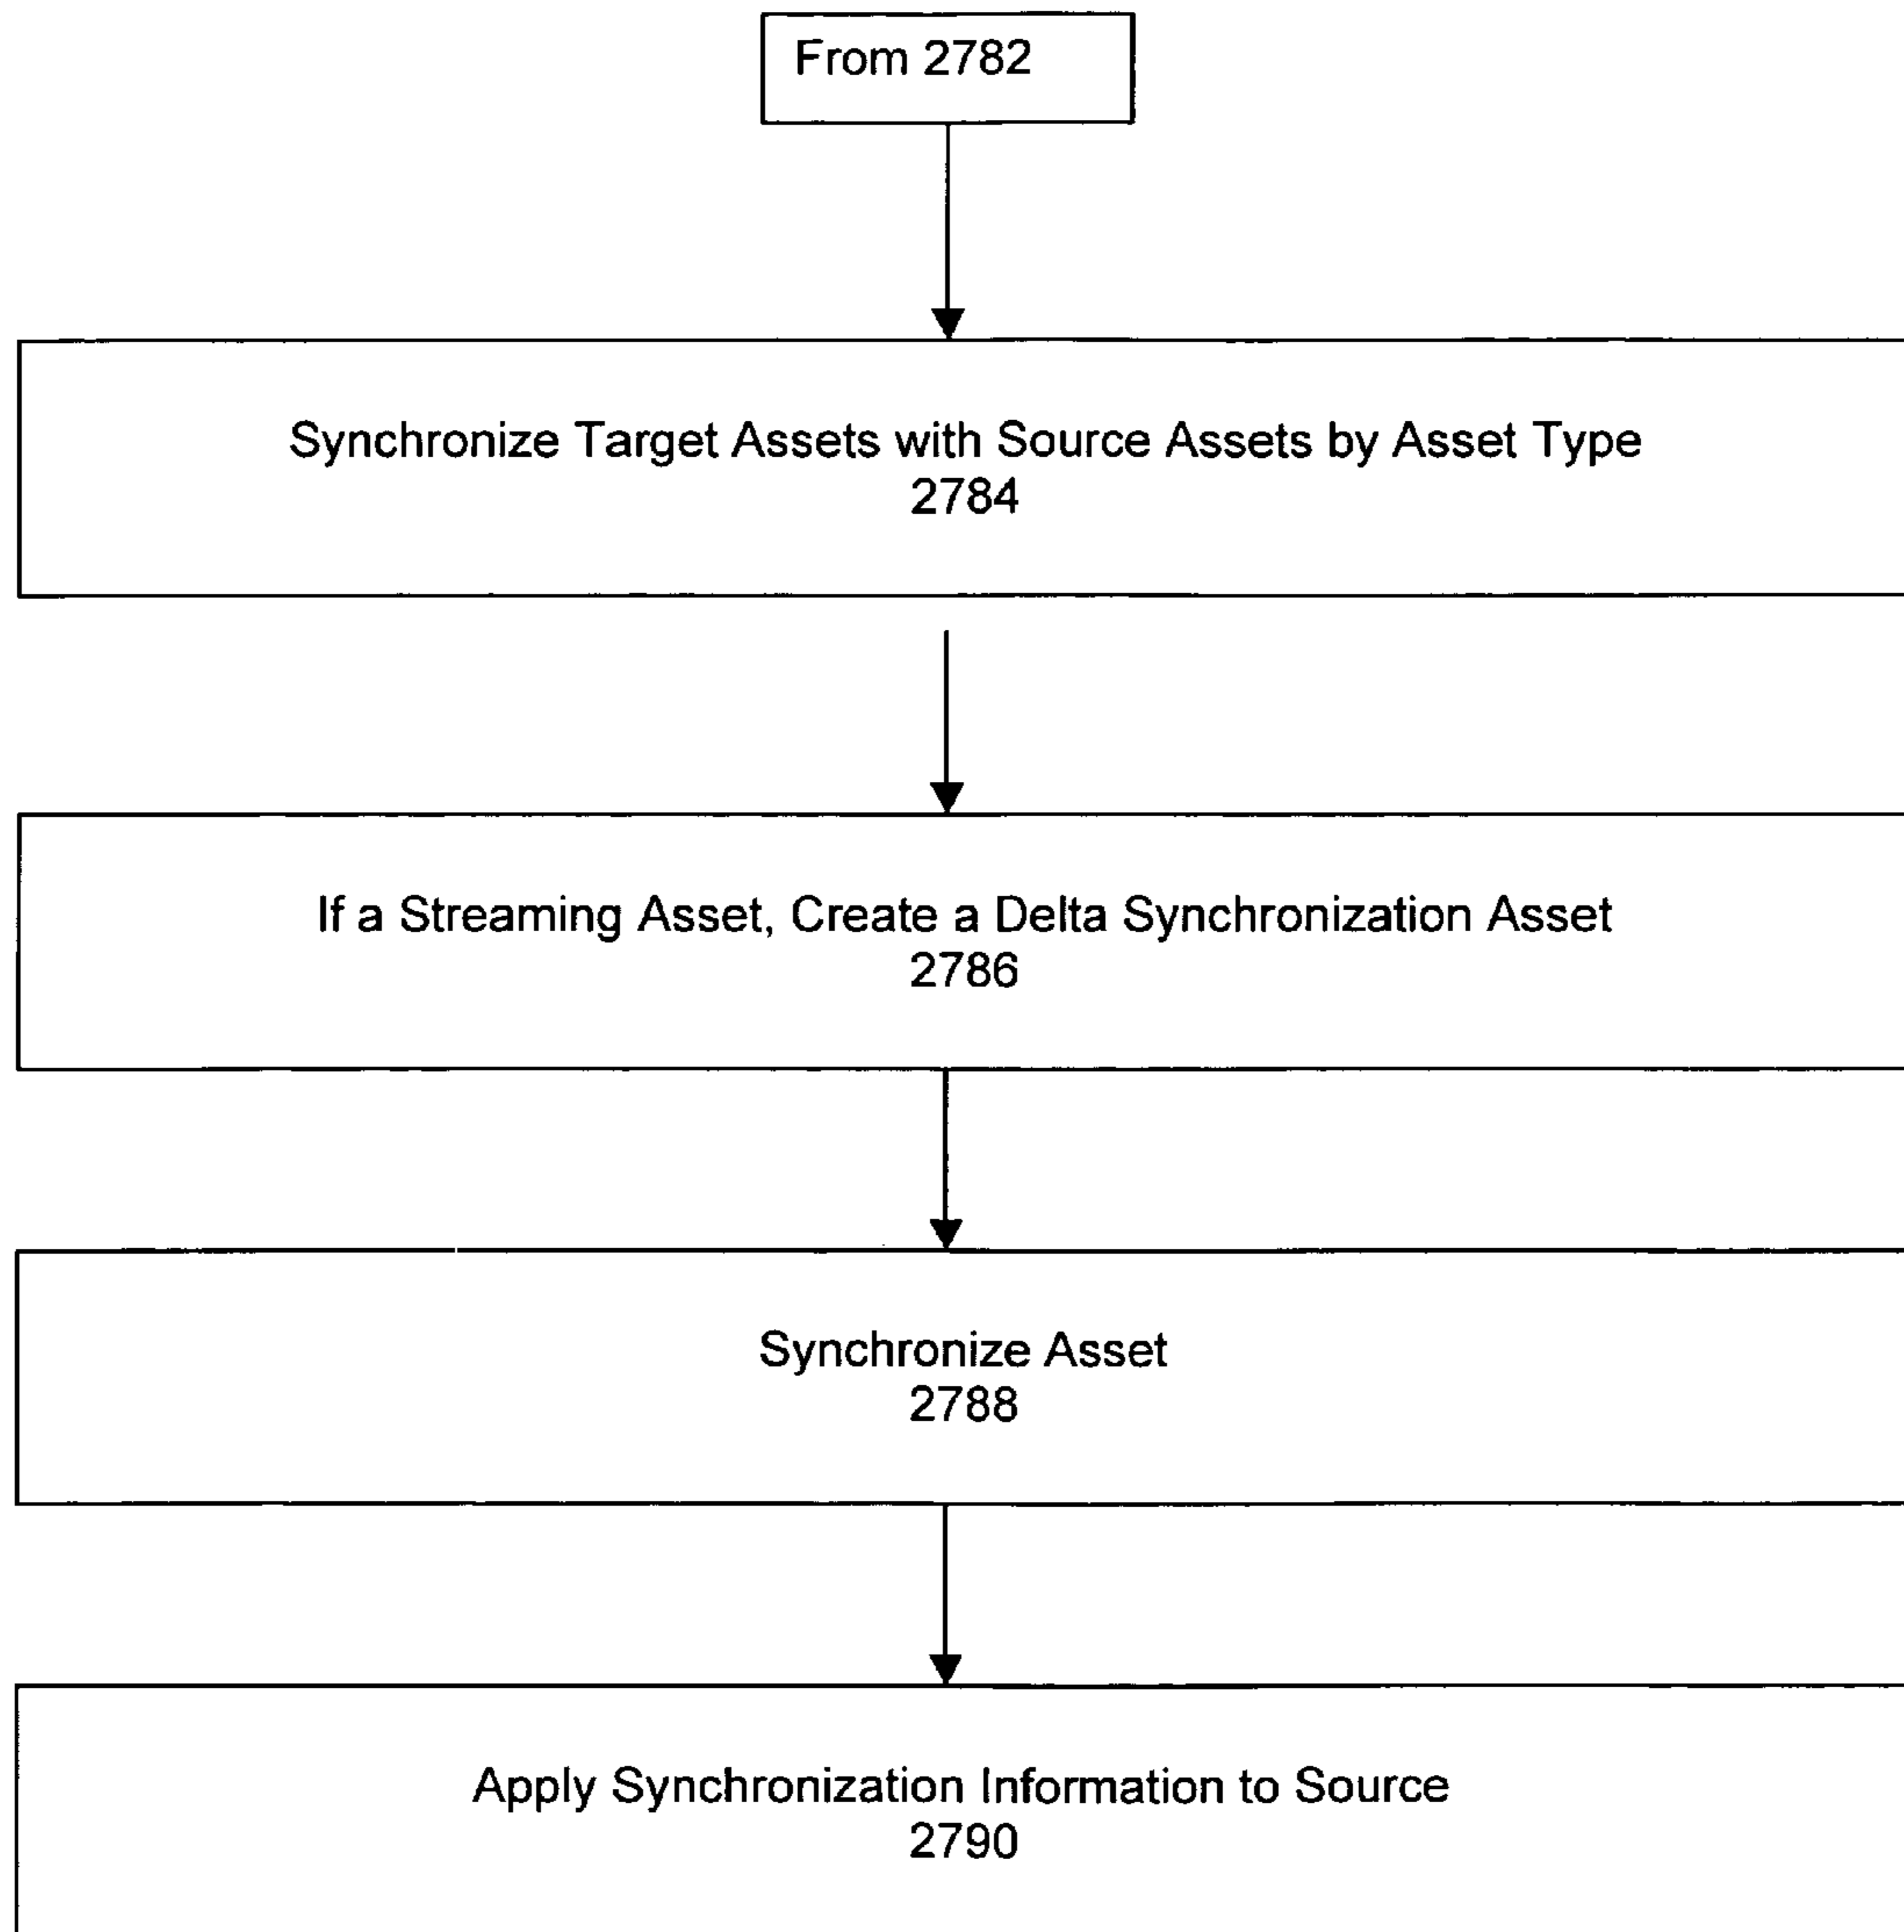 From 2782
Synchronize Target Assets with Source Assets by Asset Type
2784
If a Streaming Asset, Create a Delta Synchronization Asset
2786
Synchronize Asset
2788
Apply Synchronization Information to Source
2790